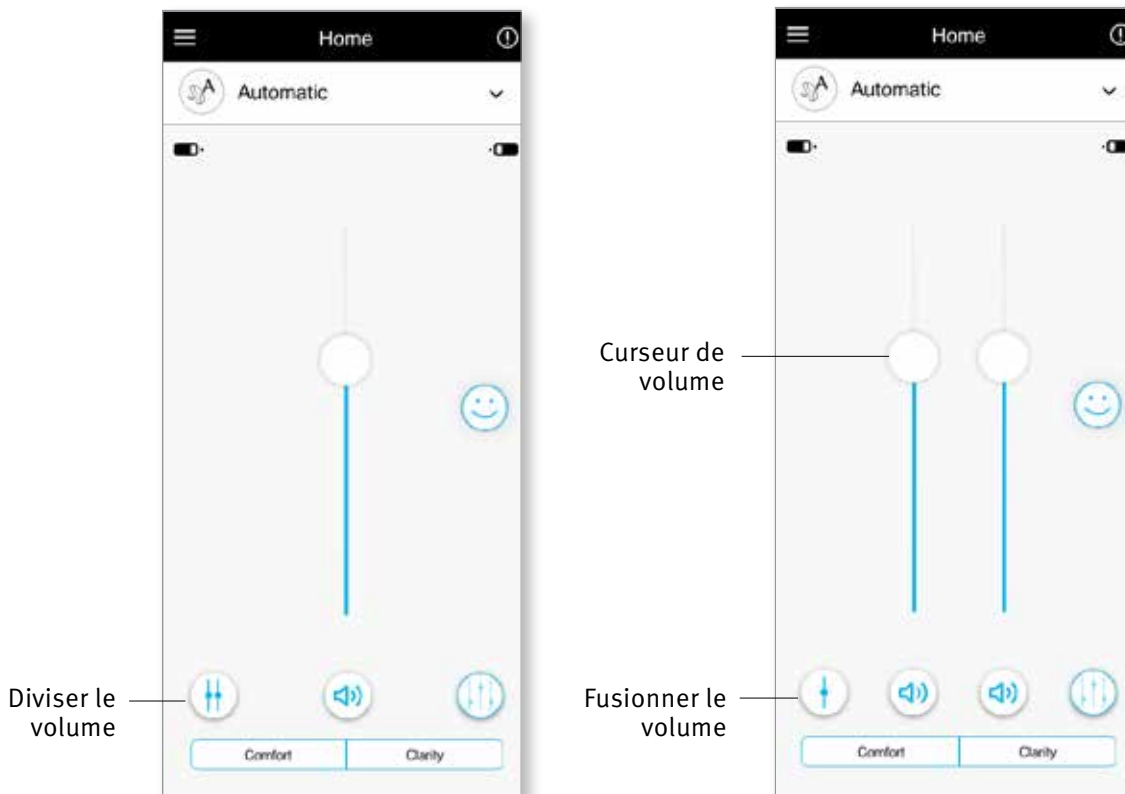 Home
Automatic
Diviser le
volume
Comfort Clarity
Home
Automatic
Curseur de
volume
Fusionner le
volume
Comfort Clarity